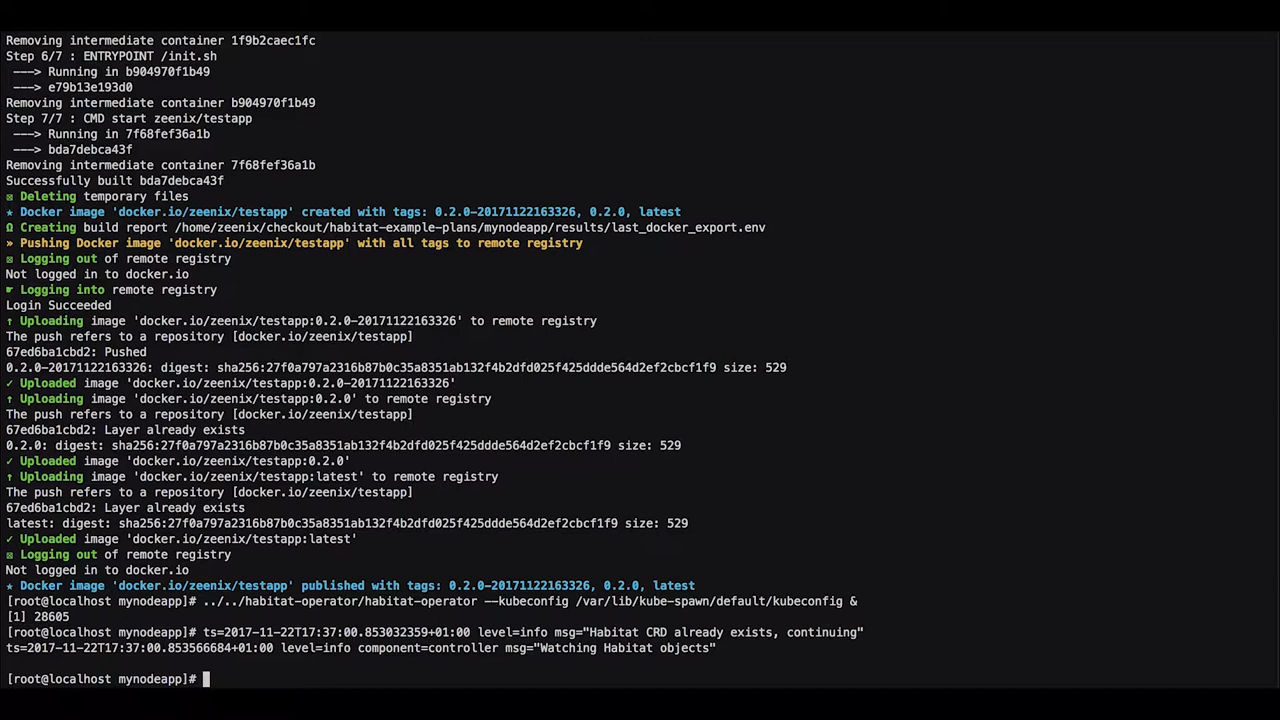 Removing intermediate container 1f9b2caec1fc
Step 6/7 : ENTRYPOINT /init.sh
---> Running in b904970f1b49
---> e79b13e193d0
Removing intermediate container b904970f1b49
Step 7/7 : CMD start zeenix/testapp
---> Running in 7f68fef36a1b
---> bda7debca43f
Removing intermediate container 7f68fef36a1b
Successfully built bda7debca43f
☒ Deleting temporary files
★ Docker image 'docker.io/zeenix/testapp' created with tags: 0.2.0-20171122163326, 0.2.0, latest
Ω Creating build report /home/zeenix/checkout/habitat-example-plans/mynodeapp/results/last_docker_export.env
» Pushing Docker image 'docker.io/zeenix/testapp' with all tags to remote registry
☒ Logging out of remote registry
Not logged in to docker.io
☛ Logging into remote registry
Login Succeeded
↑ Uploading image 'docker.io/zeenix/testapp:0.2.0-20171122163326' to remote registry
The push refers to a repository [docker.io/zeenix/testapp]
67ed6ba1cbd2: Pushed
0.2.0-20171122163326: digest: sha256:27f0a797a2316b87b0c35a8351ab132f4b2dfd025f425ddde564d2ef2cbcf1f9 size: 529
✓ Uploaded image 'docker.io/zeenix/testapp:0.2.0-20171122163326'
↑ Uploading image 'docker.io/zeenix/testapp:0.2.0' to remote registry
The push refers to a repository [docker.io/zeenix/testapp]
67ed6ba1cbd2: Layer already exists
0.2.0: digest: sha256:27f0a797a2316b87b0c35a8351ab132f4b2dfd025f425ddde564d2ef2cbcf1f9 size: 529
✓ Uploaded image 'docker.io/zeenix/testapp:0.2.0'
↑ Uploading image 'docker.io/zeenix/testapp:latest' to remote registry
The push refers to a repository [docker.io/zeenix/testapp]
67ed6ba1cbd2: Layer already exists
latest: digest: sha256:27f0a797a2316b87b0c35a8351ab132f4b2dfd025f425ddde564d2ef2cbcf1f9 size: 529
✓ Uploaded image 'docker.io/zeenix/testapp:latest'
☒ Logging out of remote registry
Not logged in to docker.io
★ Docker image 'docker.io/zeenix/testapp' published with tags: 0.2.0-20171122163326, 0.2.0, latest
[root@localhost mynodeapp]# ../../habitat-operator/habitat-operator --kubeconfig /var/lib/kube-spawn/default/kubeconfig &
[1] 28605
[root@localhost mynodeapp]# ts=2017-11-22T17:37:00.853032359+01:00 level=info msg="Habitat CRD already exists, continuing"
ts=2017-11-22T17:37:00.853566684+01:00 level=info component=controller msg="Watching Habitat objects"
[root@localhost mynodeapp]#